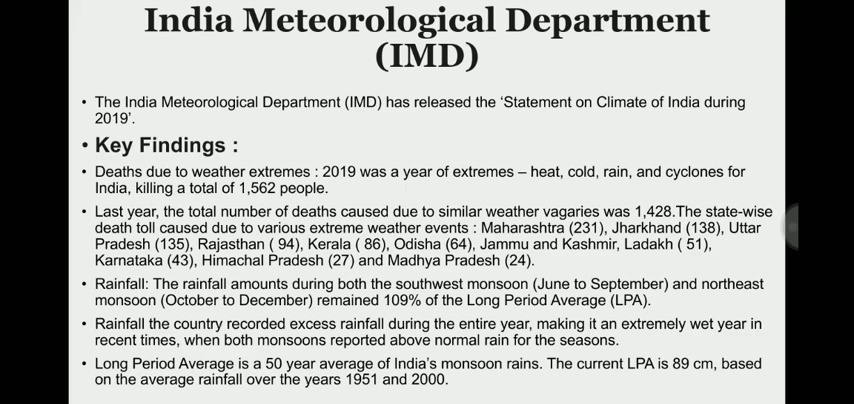 India Meteorological Department
(IMD)
• The India Meteorological Department (IMD) has released the ‘Statement on Climate of India during
2019’.
• Key Findings :
• Deaths due to weather extremes : 2019 was a year of extremes – heat, cold, rain, and cyclones for
India, killing a total of 1,562 people.
• Last year, the total number of deaths caused due to similar weather vagaries was 1,428.The state-wise
death toll caused due to various extreme weather events : Maharashtra (231), Jharkhand (138), Uttar
Pradesh (135), Rajasthan ( 94), Kerala ( 86), Odisha (64), Jammu and Kashmir, Ladakh ( 51),
Karnataka (43), Himachal Pradesh (27) and Madhya Pradesh (24).
• Rainfall: The rainfall amounts during both the southwest monsoon (June to September) and northeast
monsoon (October to December) remained 109% of the Long Period Average (LPA).
• Rainfall the country recorded excess rainfall during the entire year, making it an extremely wet year in
recent times, when both monsoons reported above normal rain for the seasons.
• Long Period Average is a 50 year average of India’s monsoon rains. The current LPA is 89 cm, based
on the average rainfall over the years 1951 and 2000.